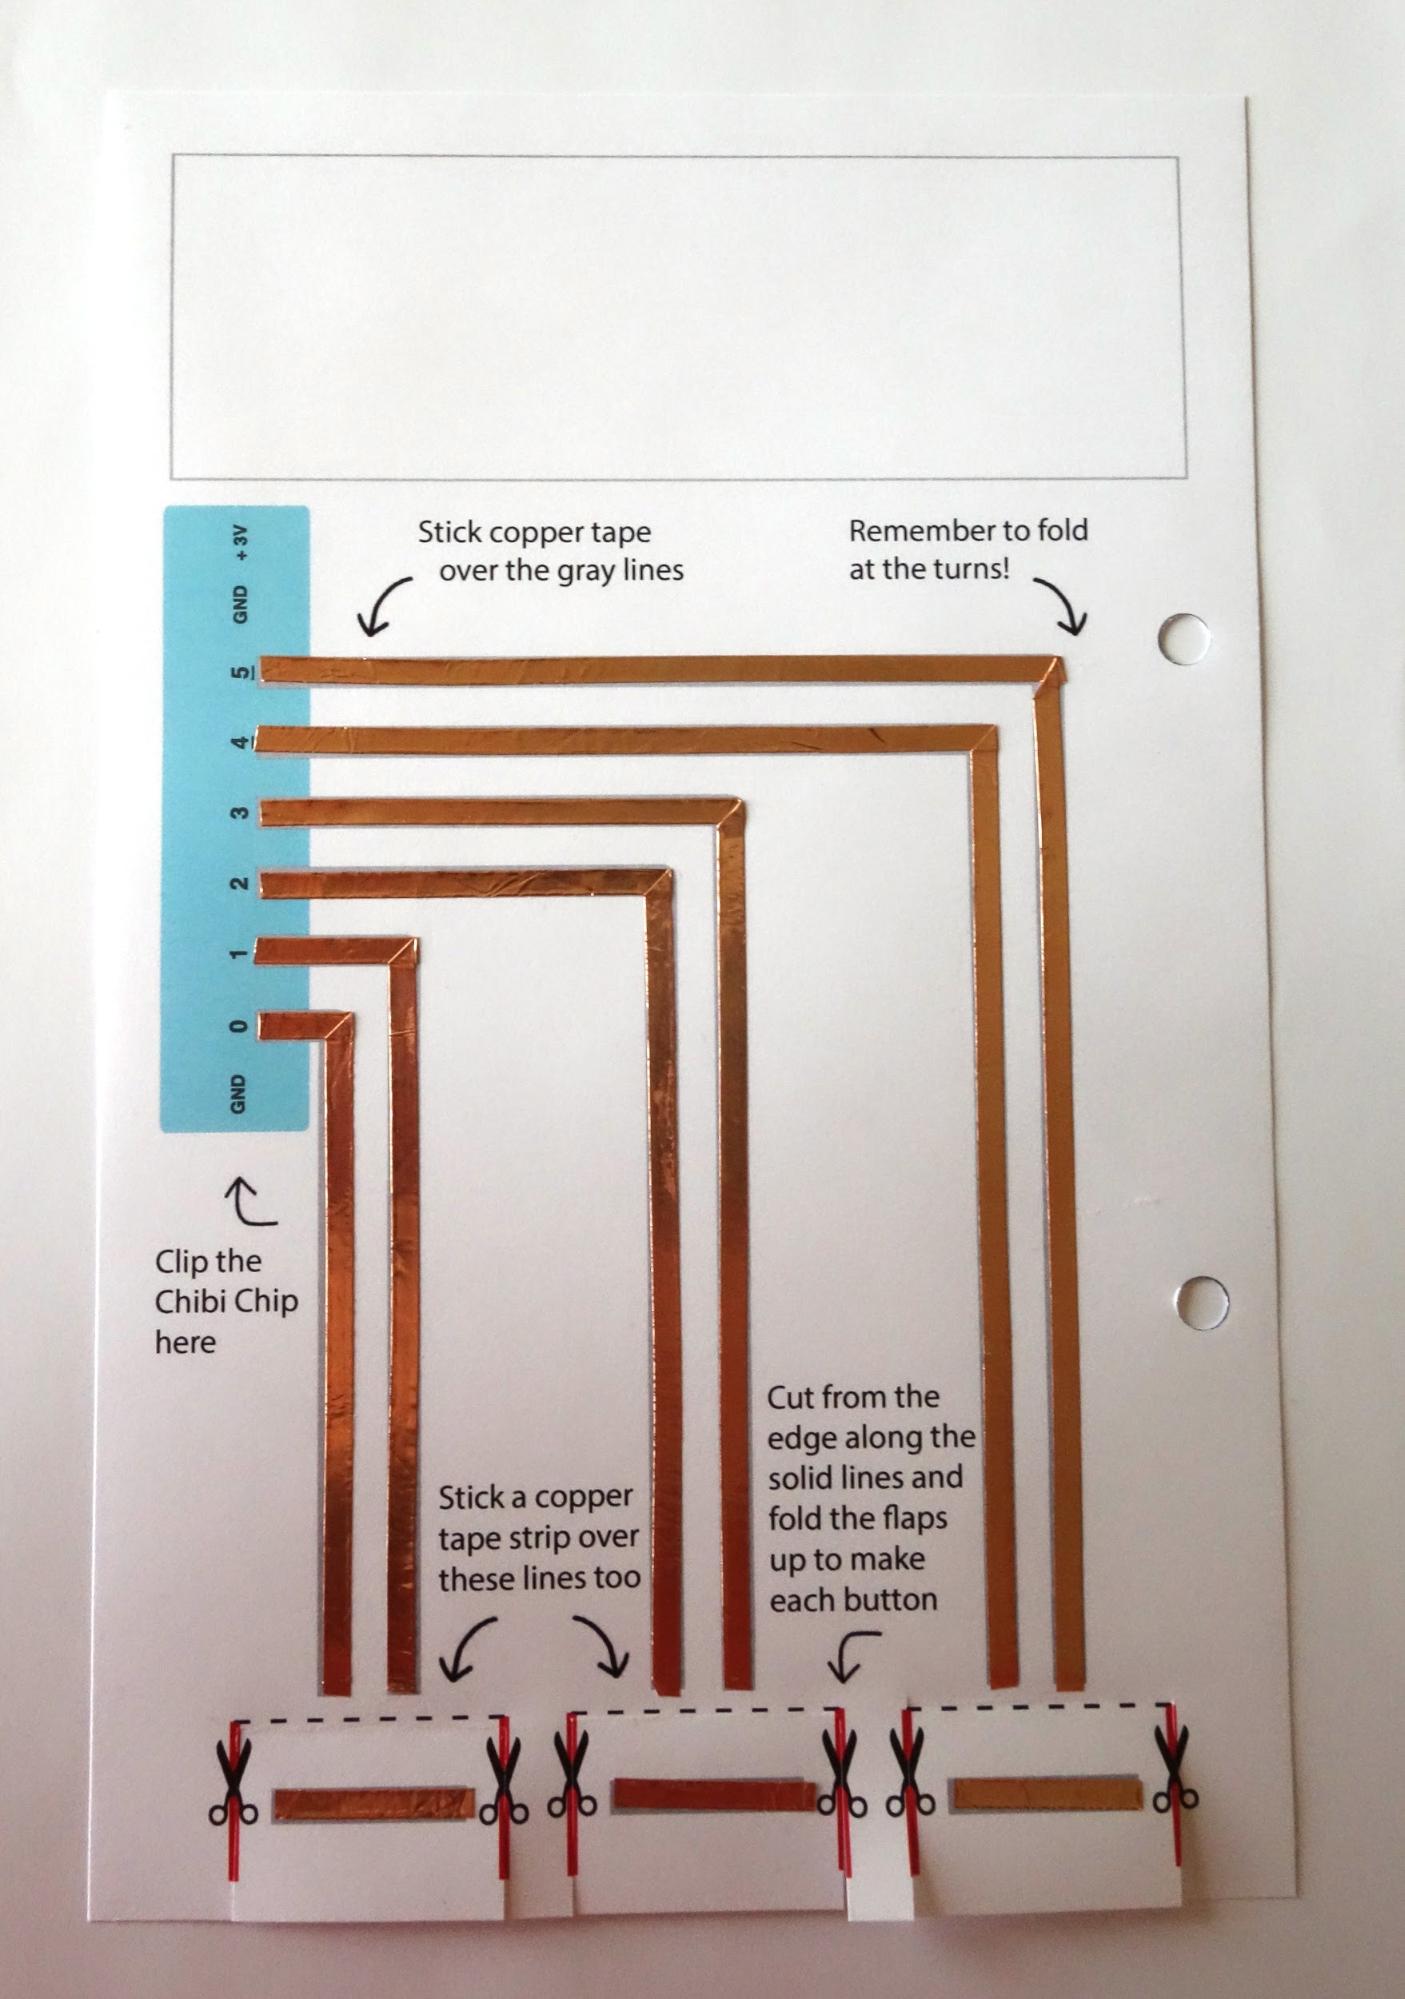 Stick copper tape
over the gray lines
Remember to fold
at the turns!
+3V
GND
5
4
3
2
1
0
GND
Clip the
Chibi Chip
here
Stick a copper
tape strip over
these lines too
Cut from the
edge along the
solid lines and
fold the flaps
up to make
each button